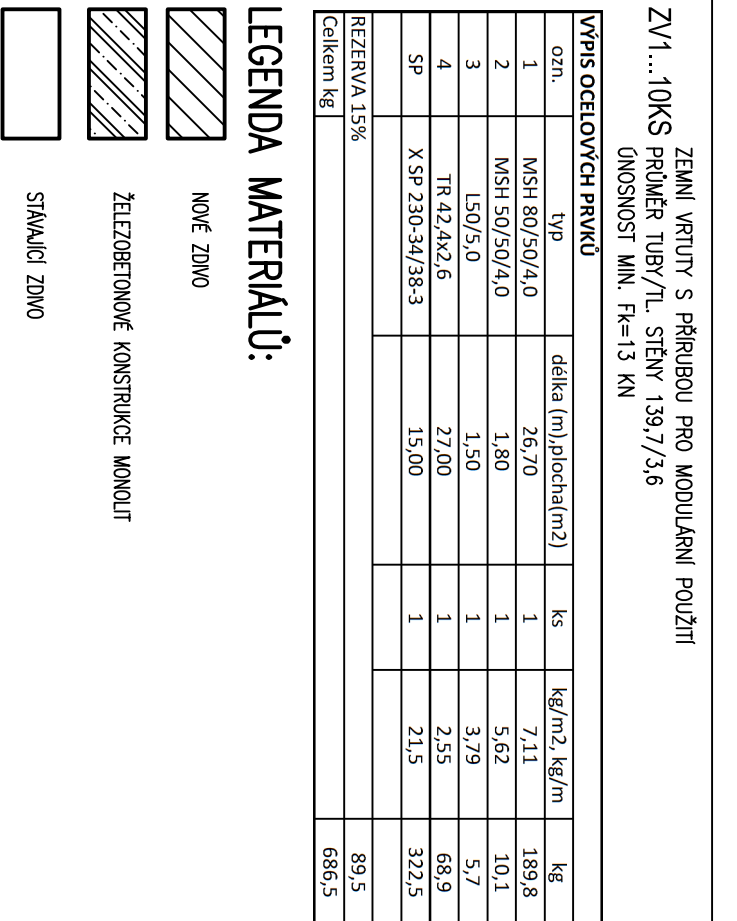 ZV1...10KS ZEMNÍ VRTUTY S PŘÍRUBOU PRO MODULÁRNÍ POUŽITÍ
PRŮMĚR TUBY/TL. STĚNY 139,7/3,6
ÚNOSNOST MIN. Fk=13 KN
VÝPIS OCELOVÝCH PRVKŮ
ozn. typ délka (m),plocha(m2) ks kg/m2, kg/m kg
1 MSH 80/50/4,0 26,70 1 7,11 189,8
2 MSH 50/50/4,0 1,80 1 5,62 10,1
3 L50/5,0 1,50 1 3,79 5,7
4 TR 42,4x2,6 27,00 1 2,55 68,9
SP X SP 230-34/38-3 15,00 1 21,5 322,5
REZERVA 15% 89,5
Celkem kg 686,5
LEGENDA MATERIÁLŮ:
NOVÉ ZDIVO
ŽELEZOBETONOVÉ KONSTRUKCE MONOLIT
STÁVAJÍCÍ ZDIVO